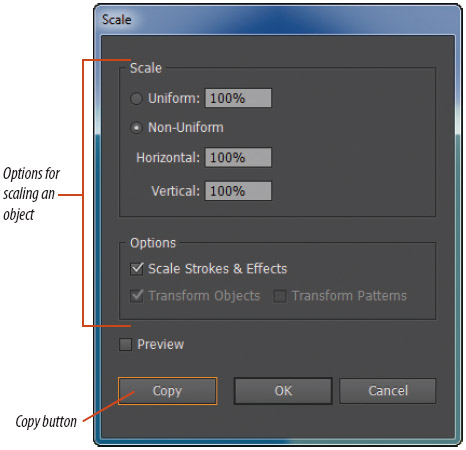 Scale
Scale
Uniform: 100%
Non-Uniform
Horizontal: 100%
Vertical: 100%
Options for
scaling an
object
Options
Scale Strokes & Effects
Transform Objects Transform Patterns
Preview
Copy OK Cancel
Copy button